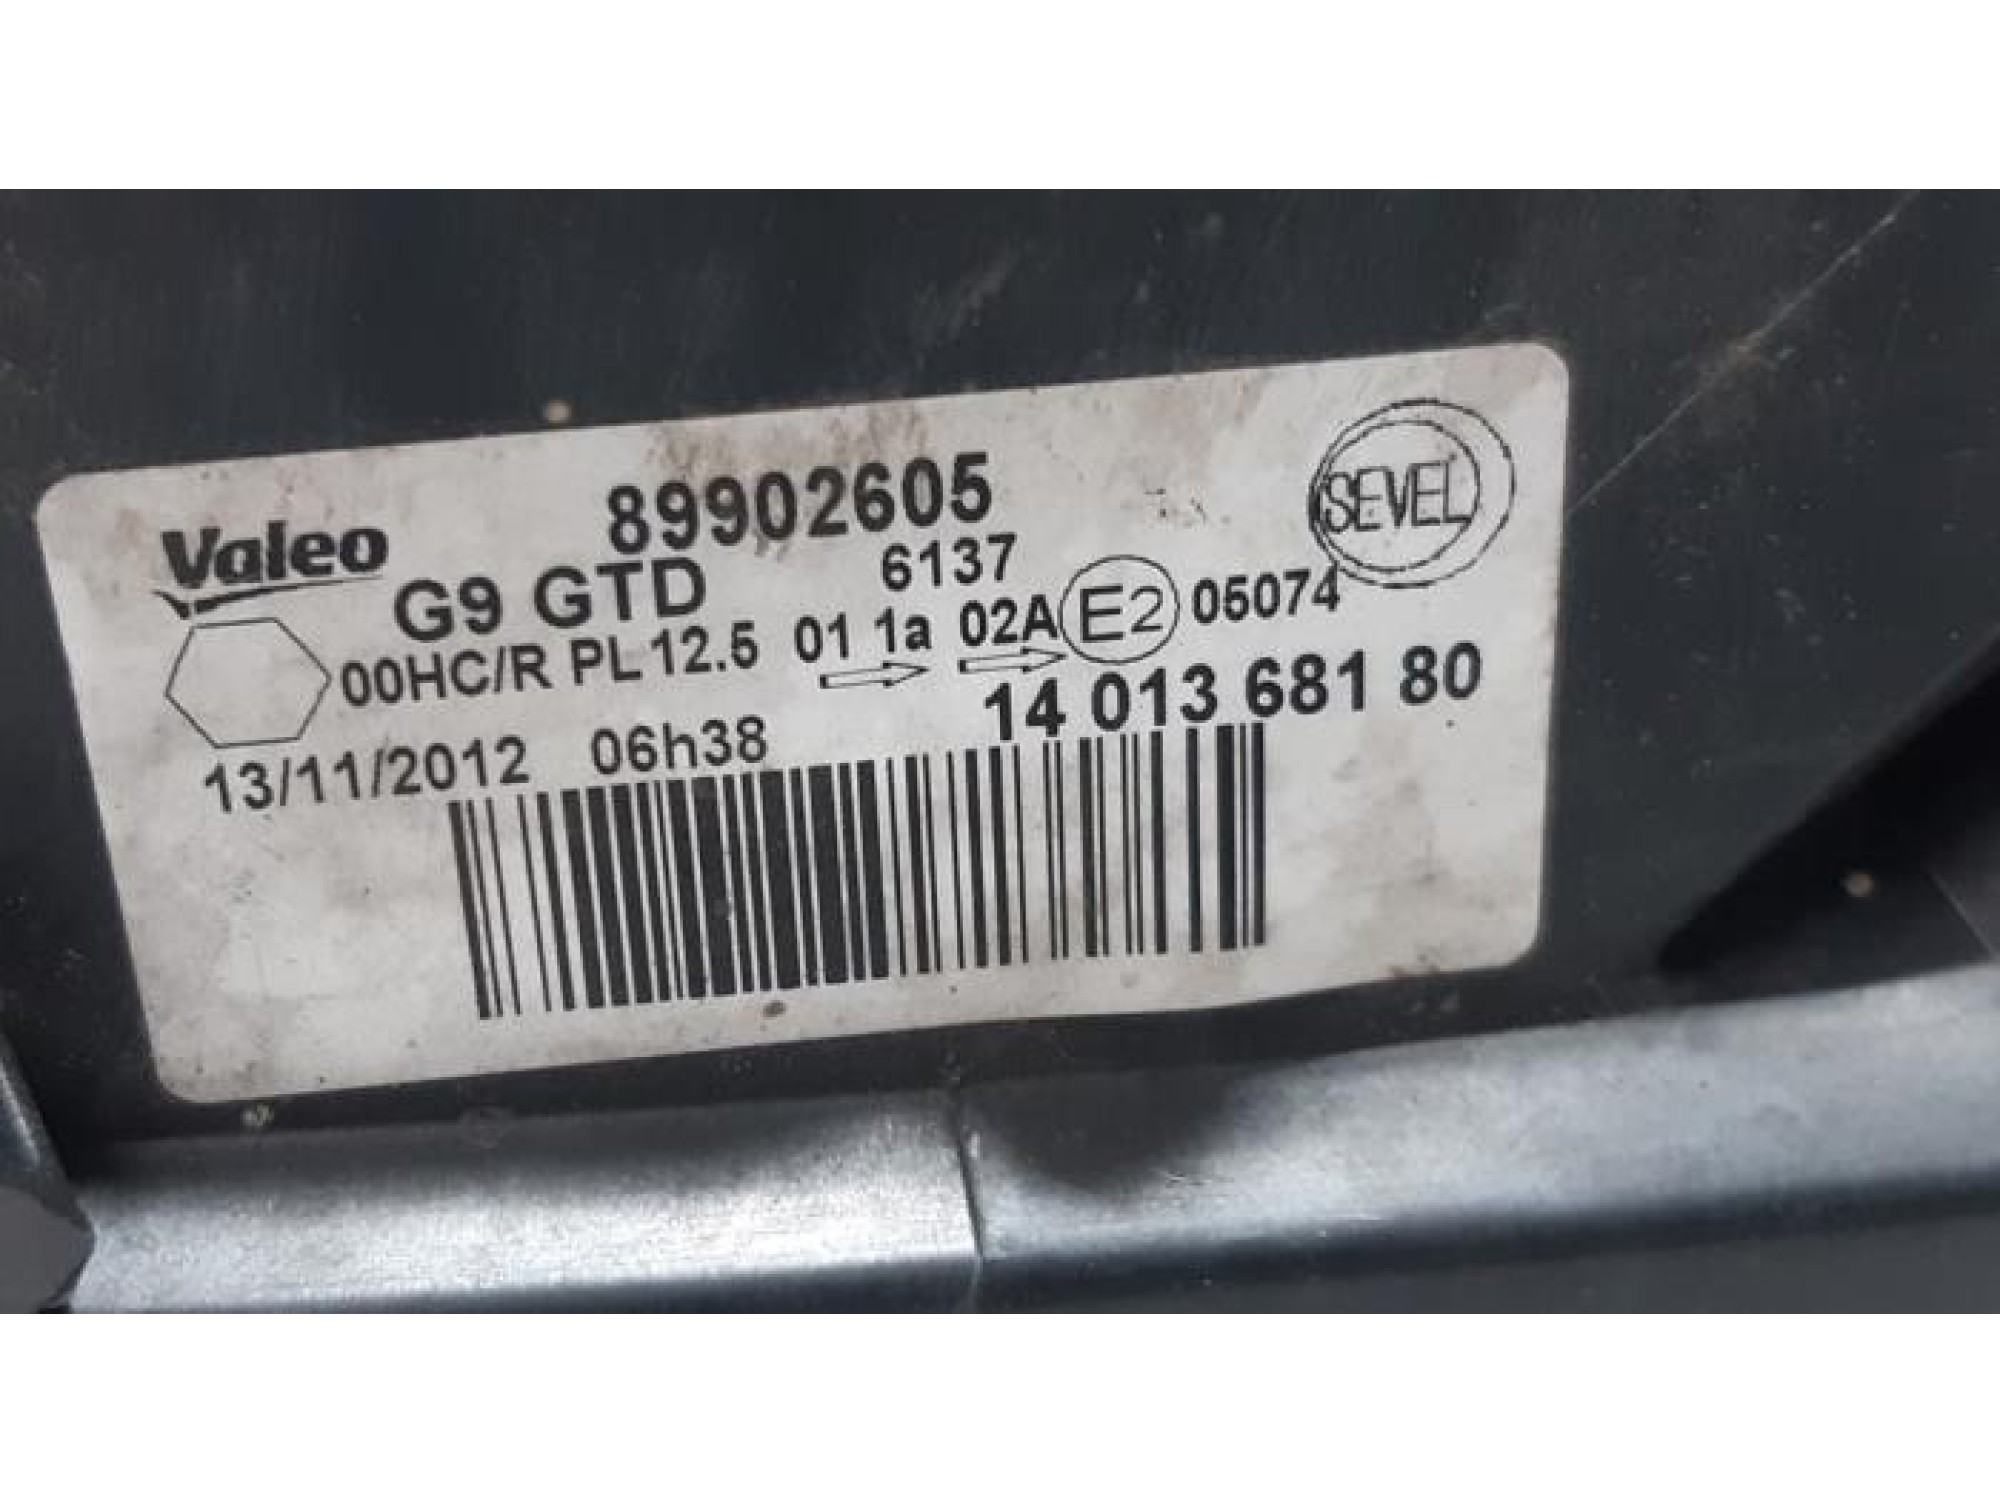 89902605
SEVEL
Valeo
G9 GTD 6137
00HC/R PL 12.5 01 1a 02A E2 05074
14 013 681 80
13/11/2012 06h38